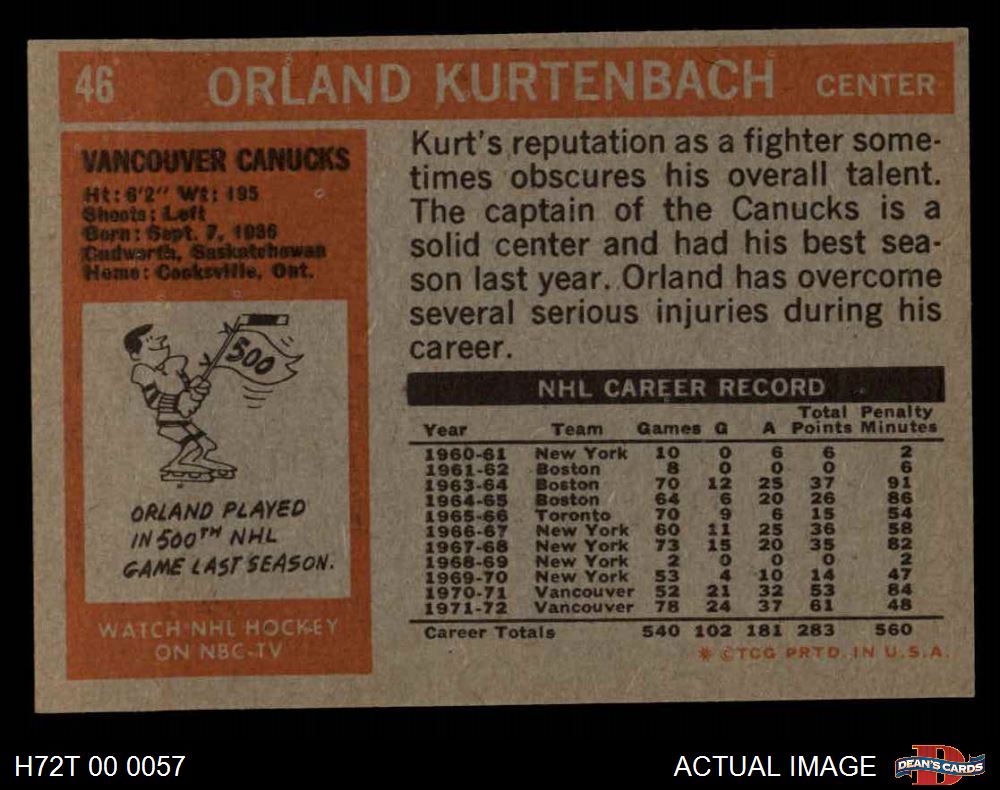 46 ORLAND KURTENBACH CENTER
VANCOUVER CANUCKS
Ht: 6'2" Wt: 195
Shoots: Left
Born: Sept. 7, 1936
Cudworth, Saskatchewan
Home: Cooksville, Ont.
500
ORLAND PLAYED
IN 500TH NHL
GAME LAST SEASON.
WATCH NHL HOCKEY
ON NBC-TV
Kurt's reputation as a fighter some-
times obscures his overall talent.
The captain of the Canucks is a
solid center and had his best sea-
son last year. Orland has overcome
several serious injuries during his
career.
NHL CAREER RECORD
Year Team Games G A Total Points Penalty Minutes
1960-61 New York 10 0 6 6 2
1961-62 Boston 8 0 0 0 6
1963-64 Boston 70 12 25 37 91
1964-65 Boston 64 6 20 26 86
1965-66 Toronto 70 9 6 15 54
1966-67 New York 60 11 25 36 58
1967-68 New York 73 15 20 35 82
1968-69 New York 2 0 0 0 2
1969-70 New York 53 4 10 14 47
1970-71 Vancouver 52 21 32 53 84
1971-72 Vancouver 78 24 37 61 48
Career Totals 540 102 181 283 560
* ©TCG PRTD. IN U.S.A.
H72T 00 0057
ACTUAL IMAGE
DEAN'S CARDS